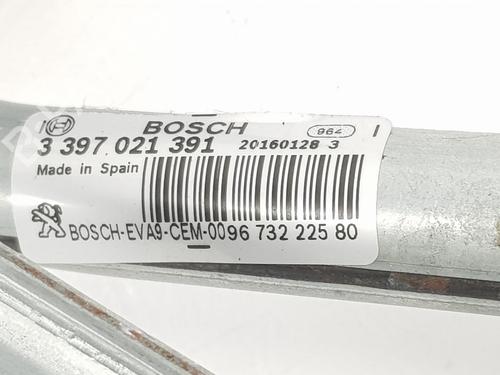 BOSCH 964
3 397 021 391 20160128 3
Made in Spain
BOSCH-EVA9-CEM-0096 732 225 80